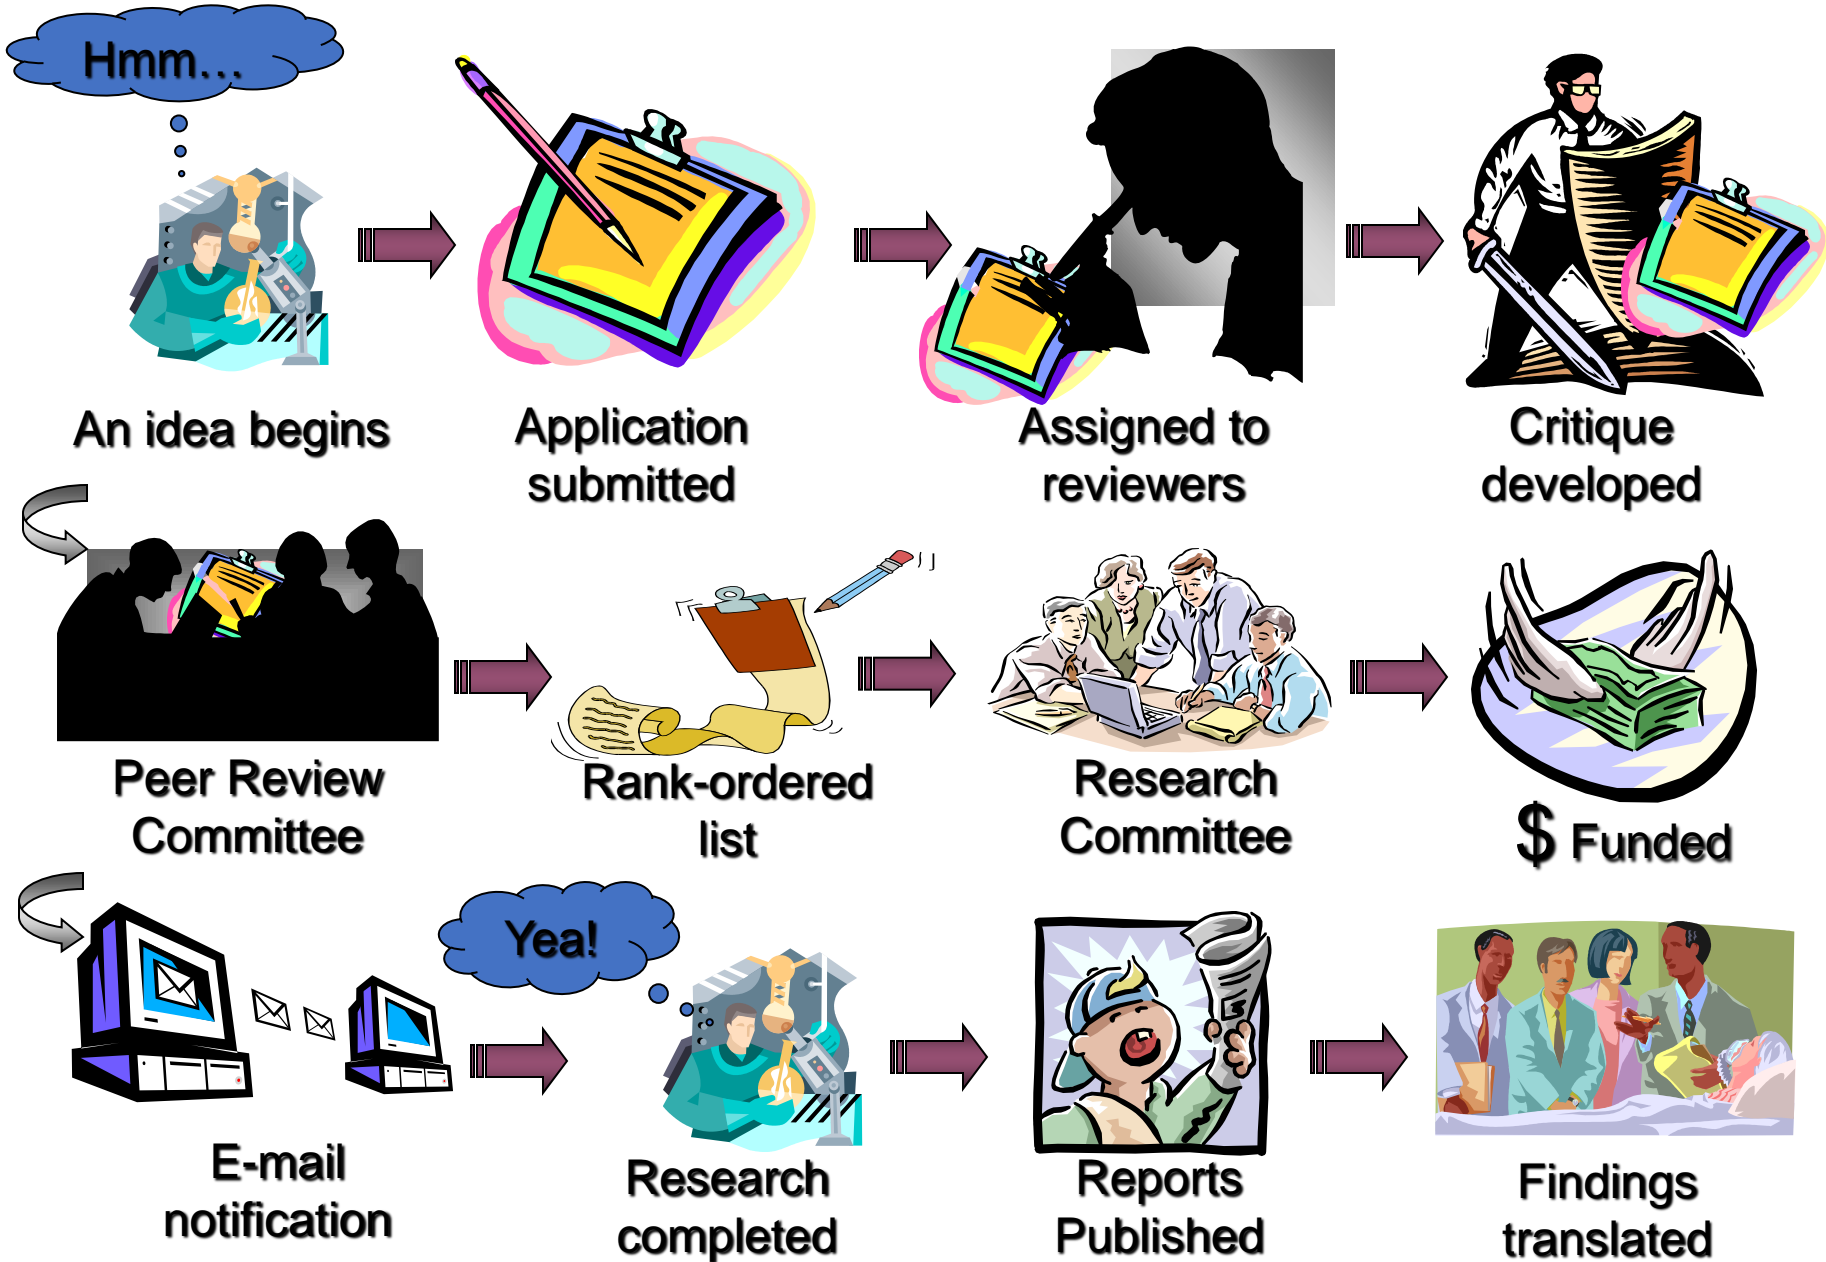 Hmm...
An idea begins
Application
submitted
Assigned to
reviewers
Critique
developed
Peer Review
Committee
Rank-ordered
list
Research
Committee
$ Funded
E-mail
notification
Yea!
Research
completed
Reports
Published
Findings
translated